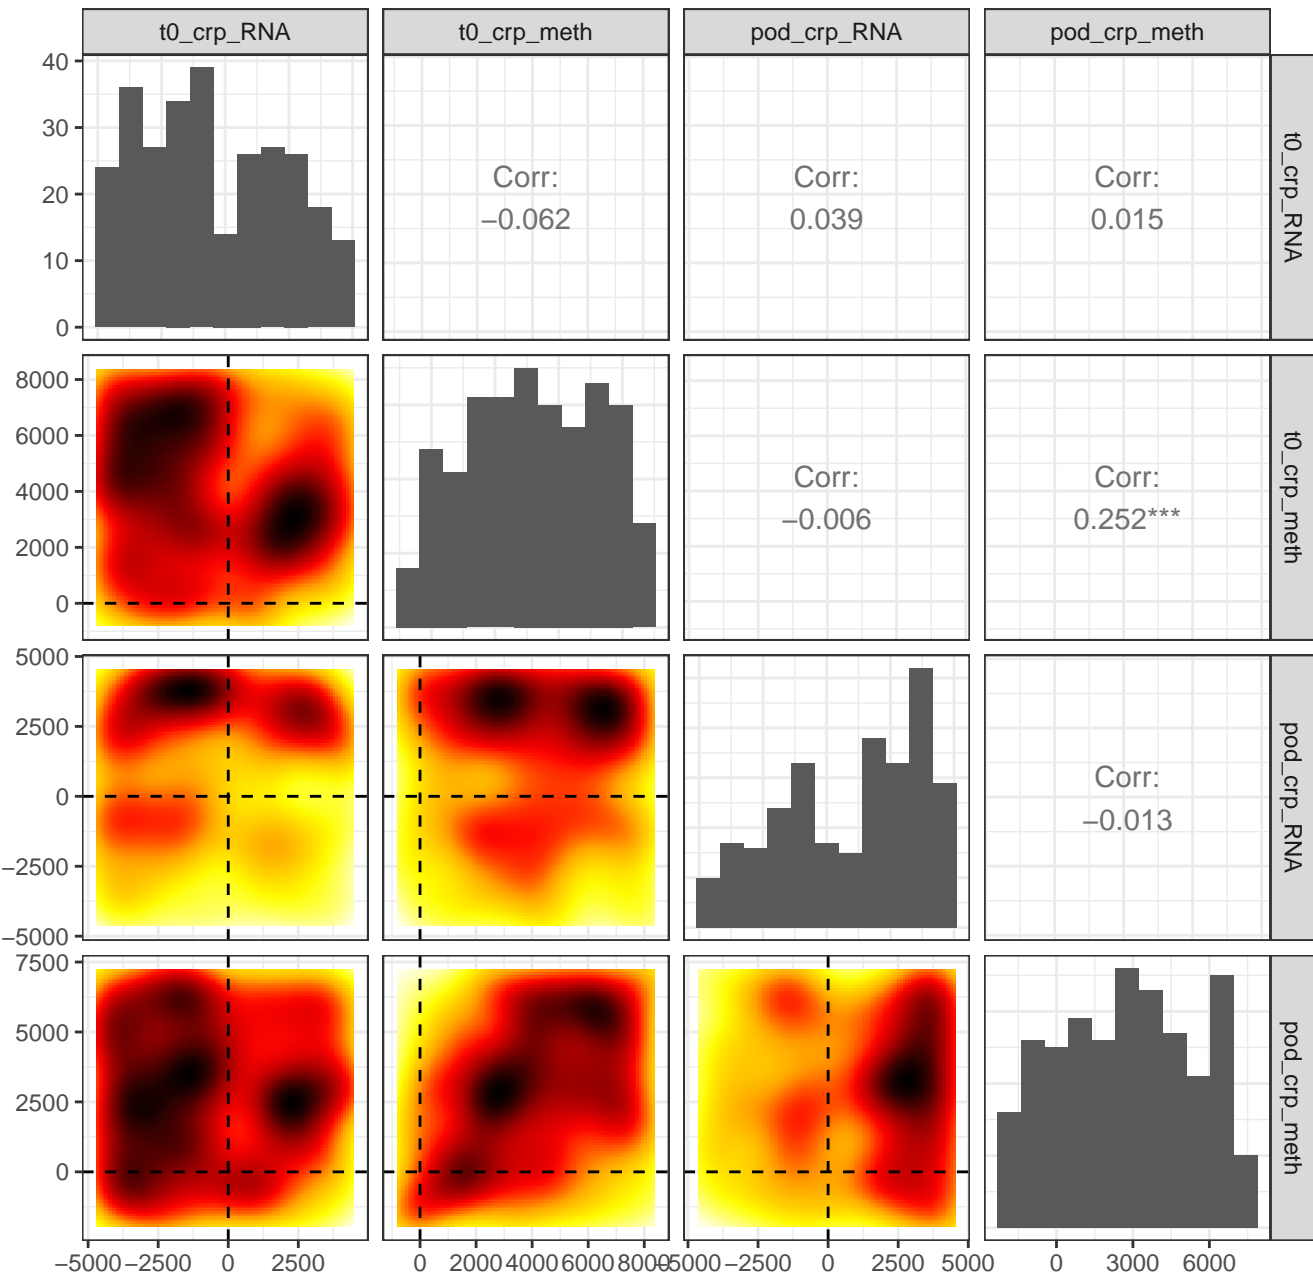 t0_crp_RNA
t0_crp_meth
pod_crp_RNA
pod_crp_meth
40
30
20
10
0
Corr:
−0.062
Corr:
0.039
Corr:
0.015
t0_crp_RNA
8000
6000
4000
2000
0
Corr:
−0.006
Corr:
0.252***
t0_crp_meth
5000
2500
0
−2500
−5000
Corr:
−0.013
pod_crp_RNA
7500
5000
2500
0
pod_crp_meth
−5000 −2500 0 2500
0 2000 4000 6000 8000
−5000 −2500 0 2500 5000
0 3000 6000